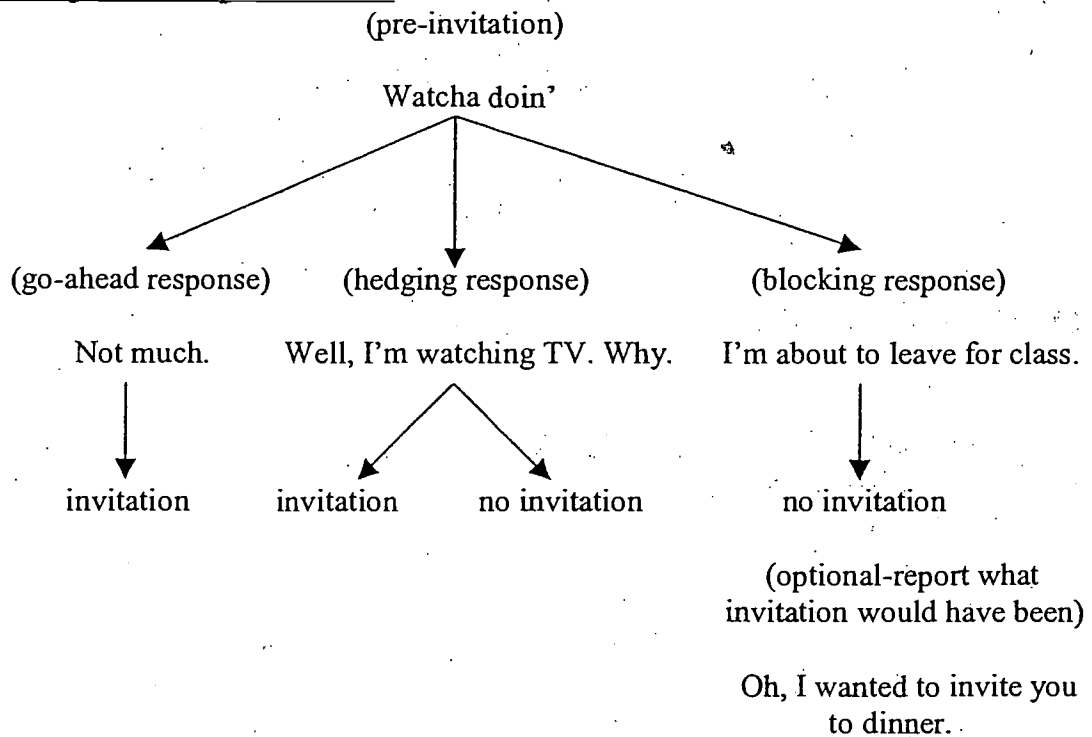 (pre-invitation)
Watcha doin’
(go-ahead response) (hedging response) (blocking response)
Not much. Well, I’m watching TV. Why. I’m about to leave for class.
invitation invitation no invitation no invitation
(optional-report what
invitation would have been)
Oh, I wanted to invite you
to dinner.